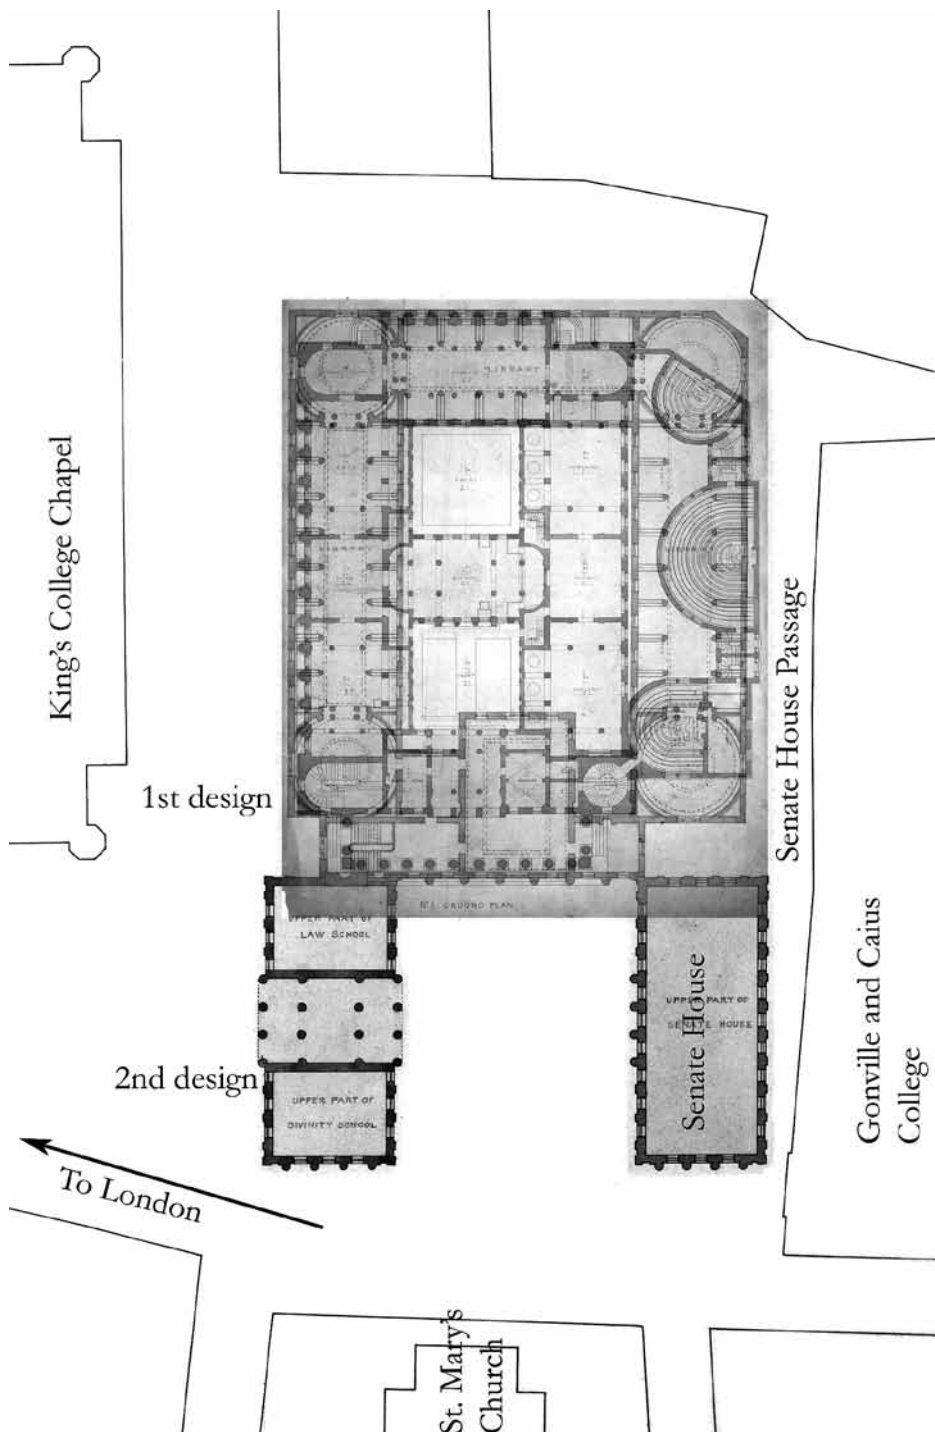 LIBRARY
King's College Chapel
Senate House Passage
1st design
No 1 GROUND PLAN
UPPER PART OF
LAW SCHOOL
UPPER PART OF
SENATE HOUSE
Senate House
Gonville and Caius
College
2nd design
UPPER PART OF
DIVINITY SCHOOL
To London
St. Mary's
Church